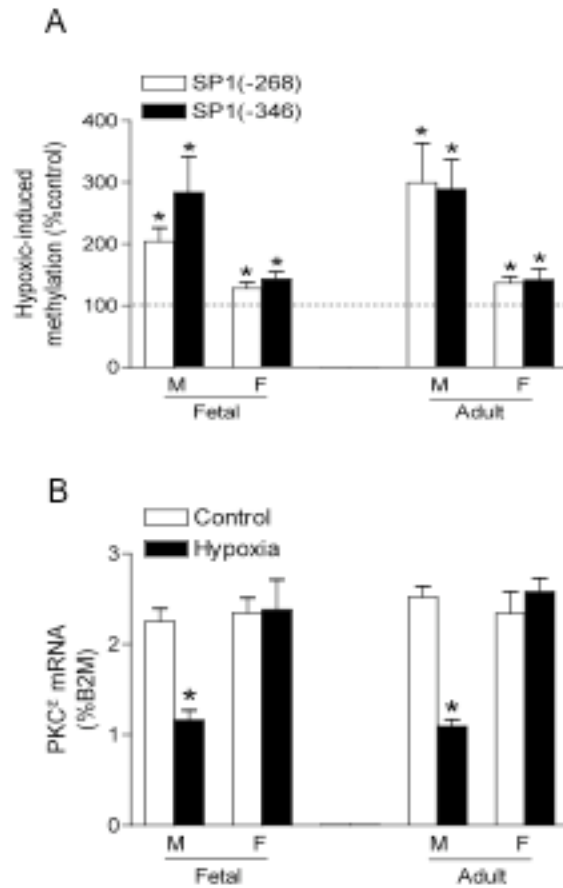 A
SP1(-268)
SP1(-346)
Hypoxic-induced
methylation (%control)
400
300
200
100
0
* * * * * * * *
M F M F
Fetal Adult
B
Control
Hypoxia
PKCε mRNA
(%B2M)
3
2
1
0
* *
M F M F
Fetal Adult